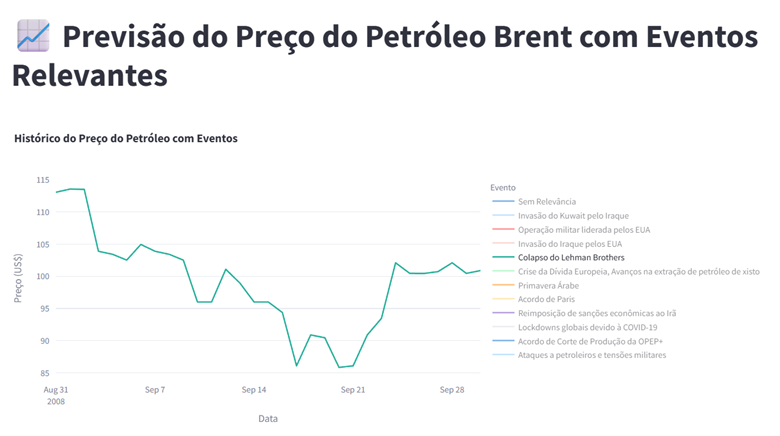 Previsão do Preço do Petróleo Brent com Eventos
Relevantes
Histórico do Preço do Petróleo com Eventos
115
110
105
100
95
90
85
Preço (US$)
Aug 31
2008
Sep 7
Sep 14
Sep 21
Sep 28
Data
Evento
Sem Relevância
Invasão do Kuwait pelo Iraque
Operação militar liderada pelos EUA
Invasão do Iraque pelos EUA
Colapso do Lehman Brothers
Crise da Dívida Europeia, Avanços na extração de petróleo de xisto
Primavera Árabe
Acordo de Paris
Reimposição de sanções econômicas ao Irã
Lockdowns globais devido à COVID-19
Acordo de Corte de Produção da OPEP+
Ataques a petroleiros e tensões militares